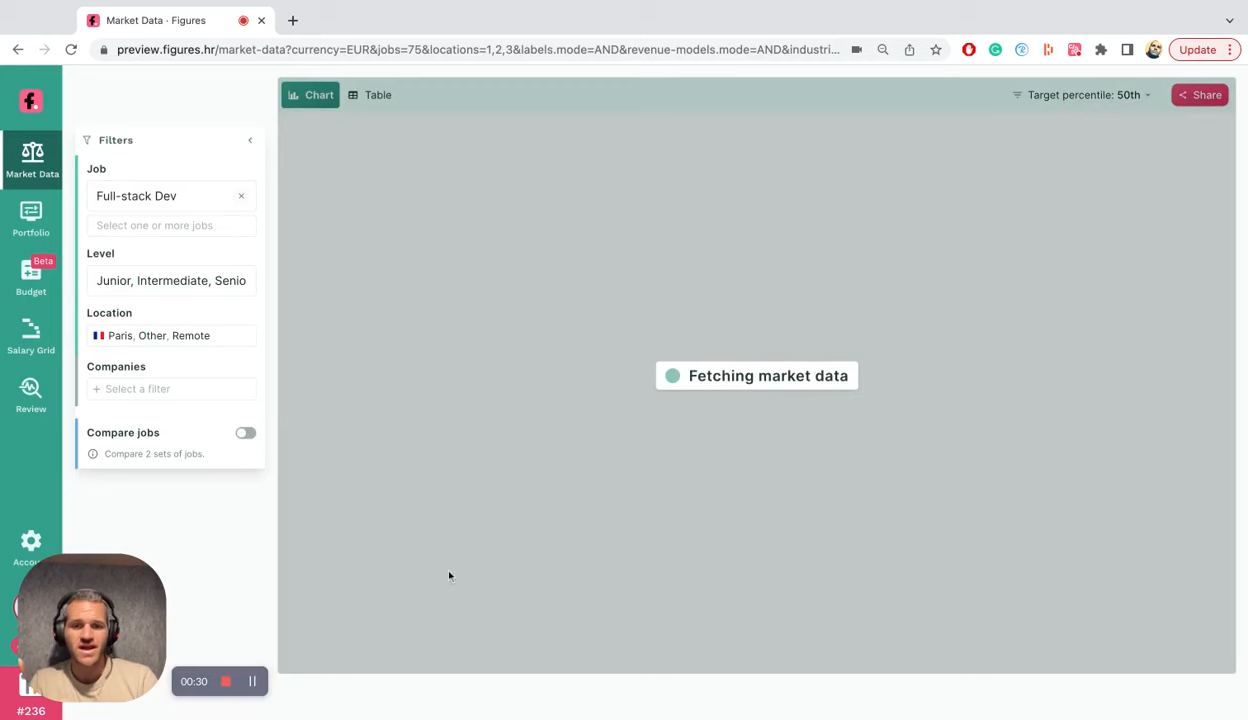 Market Data · Figures
preview.figures.hr/market-data?currency=EUR&jobs=75&locations=1,2,3&labels.mode=AND&revenue-models.mode=AND&industri...
Update
f.
Market Data
Portfolio
Beta
Budget
Salary Grid
Review
#236
Filters
Job
Full-stack Dev
Select one or more jobs
Level
Junior, Intermediate, Senio
Location
Paris, Other, Remote
Companies
+ Select a filter
Compare jobs
Compare 2 sets of jobs.
00:30
Chart
Table
Target percentile: 50th
Share
Fetching market data